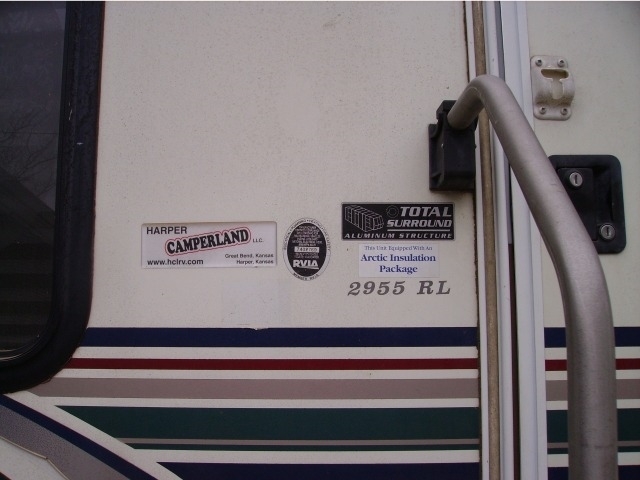 HARPER
CAMPERLAND LLC.
Great Bend, Kansas
www.hclrv.com Harper, Kansas
RVIA
TOTAL
SURROUND
ALUMINUM STRUCTURE
This Unit Equipped With An
Arctic Insulation
Package
2955 RL